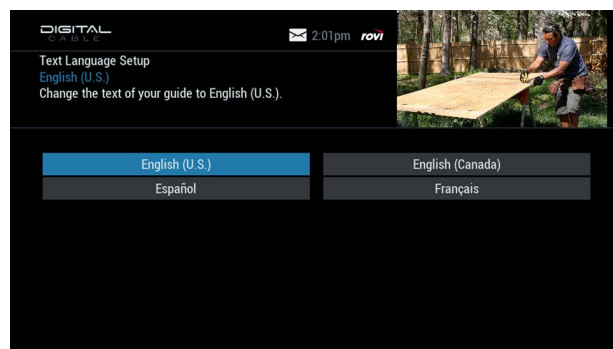 DIGITAL
CABLE
2:01pm rovi
Text Language Setup
English (U.S.)
Change the text of your guide to English (U.S.).
English (U.S.) English (Canada)
Español Français